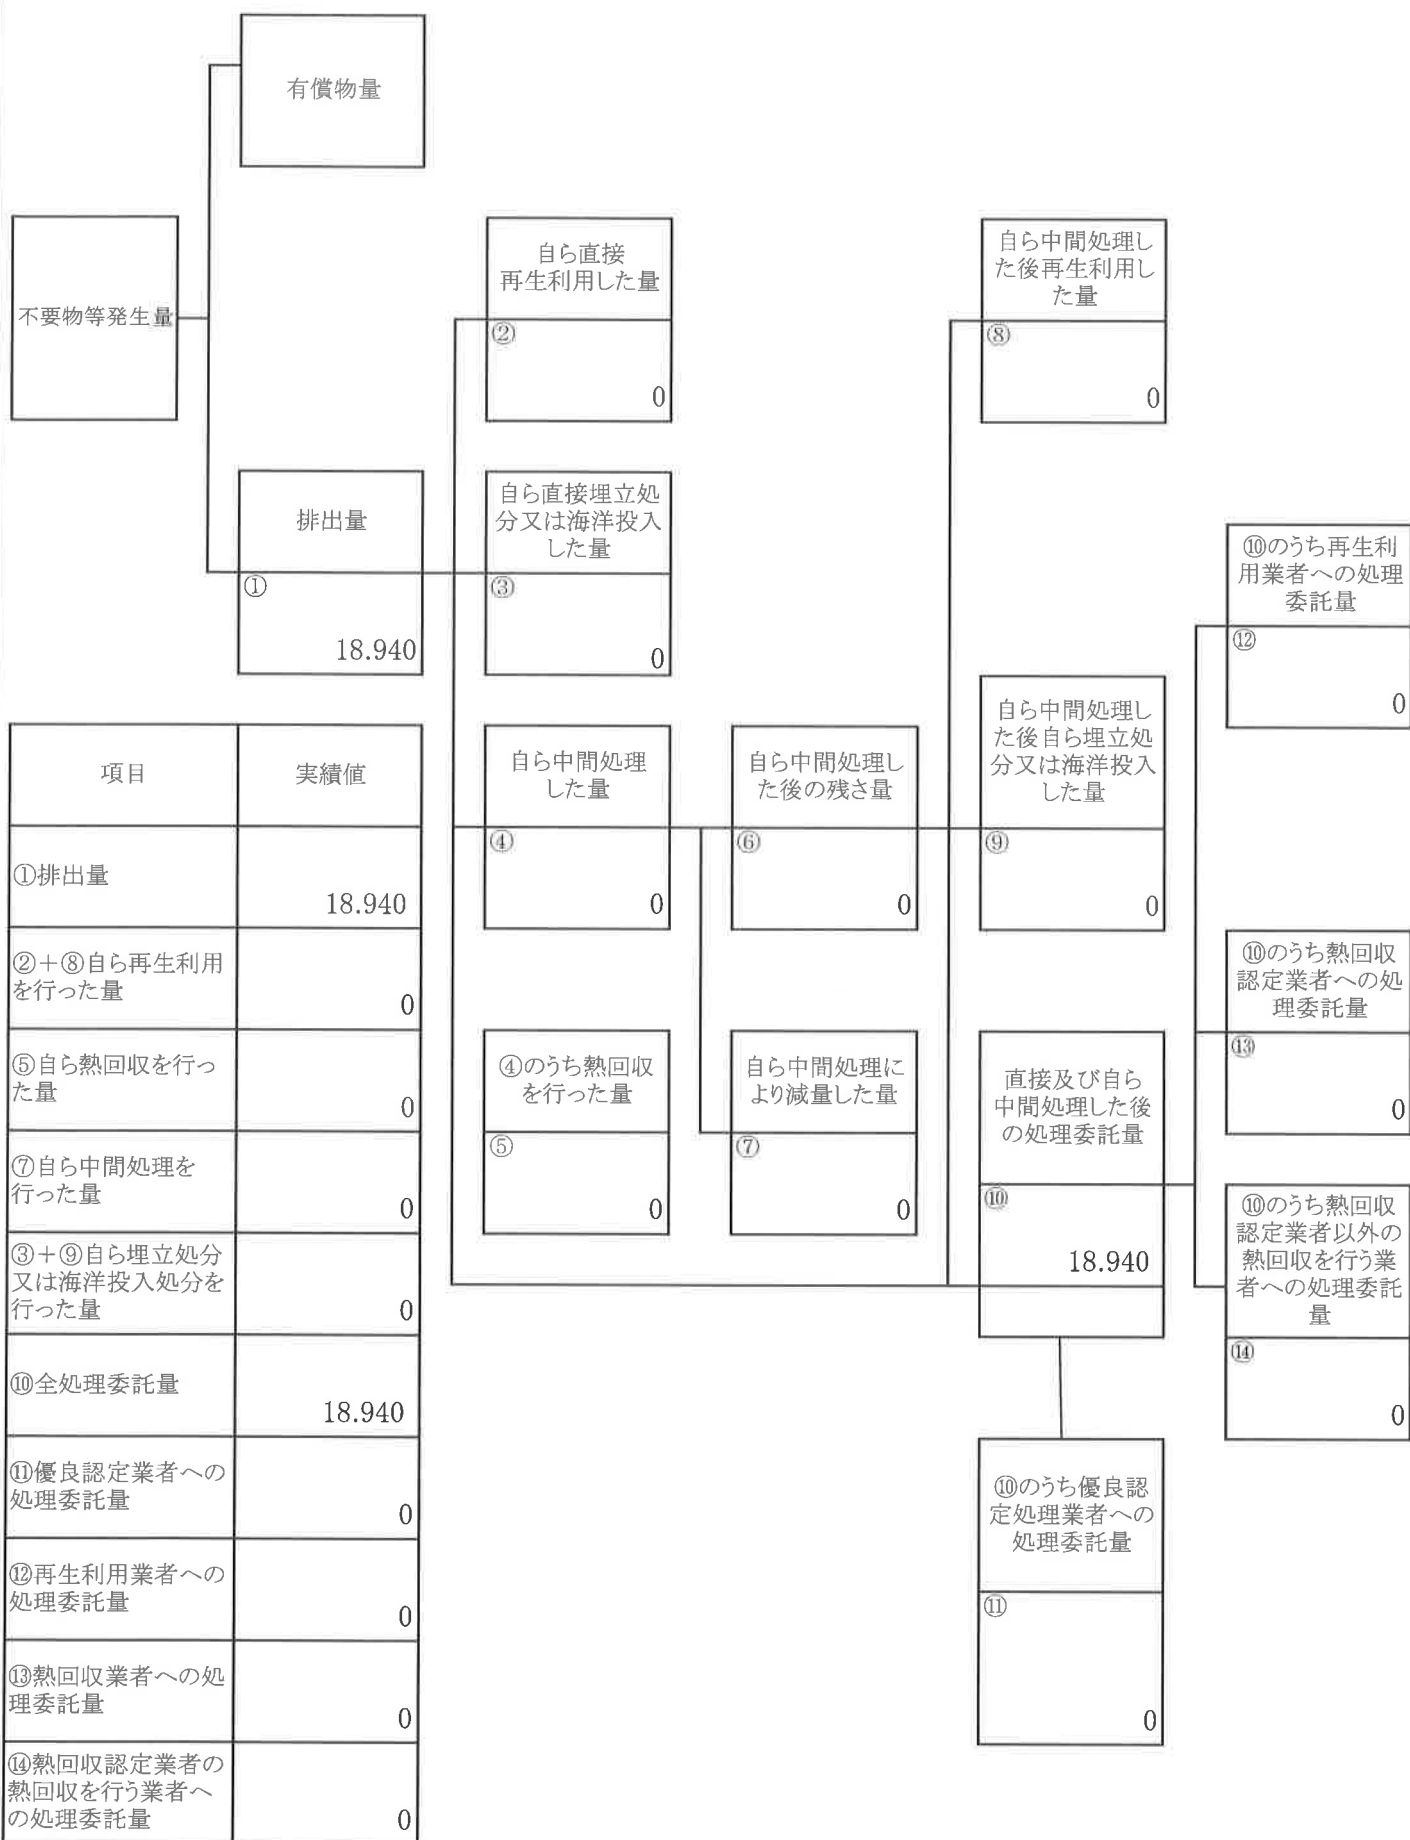 有償物量
不要物等発生量
自ら直接
再生利用した量
②
0
自ら中間処理し
た後再生利用し
た量
⑧
0
排出量
①
18.940
自ら直接埋立処
分又は海洋投入
した量
③
0
⑩のうち再生利
用業者への処理
委託量
⑫
0
自ら中間処理
した量
④
0
自ら中間処理し
た後の残さ量
⑥
0
自ら中間処理し
た後自ら埋立処
分又は海洋投入
した量
⑨
0
⑩のうち熱回収
認定業者への処
理委託量
⑬
0
④のうち熱回収
を行った量
⑤
0
自ら中間処理に
より減量した量
⑦
0
直接及び自ら
中間処理した後
の処理委託量
⑩
18.940
⑩のうち熱回収
認定業者以外の
熱回収を行う業
者への処理委託
量
⑭
0
⑩のうち優良認
定処理業者への
処理委託量
⑪
0
項目
実績値
①排出量
18.940
②+⑧自ら再生利用
を行った量
0
⑤自ら熱回収を行っ
た量
0
⑦自ら中間処理を
行った量
0
③+⑨自ら埋立処分
又は海洋投入処分を
行った量
0
⑩全処理委託量
18.940
⑪優良認定業者への
処理委託量
0
⑫再生利用業者への
処理委託量
0
⑬熱回収業者への処
理委託量
0
⑭熱回収認定業者の
熱回収を行う業者へ
の処理委託量
0